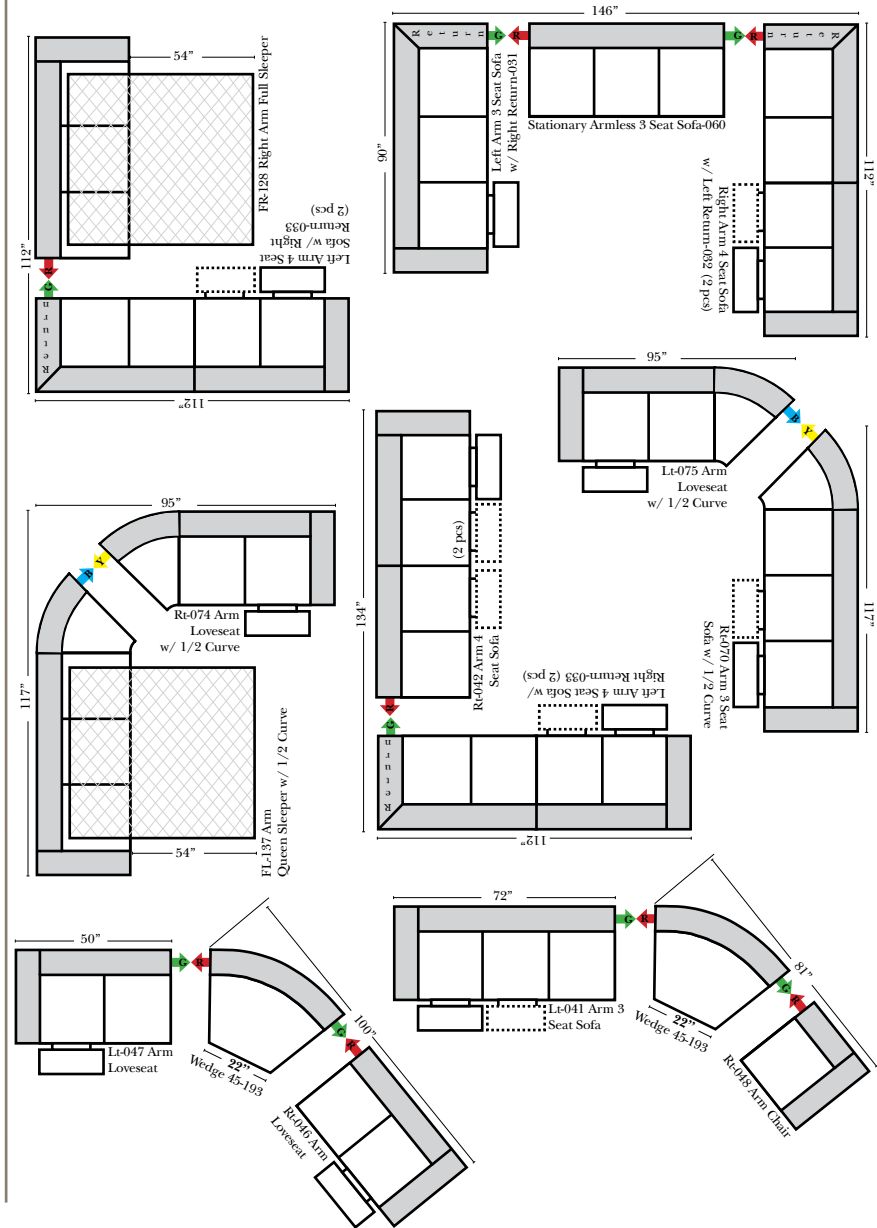 54”
FR-128 Right Arm Full Sleeper
112”
R
G
Return
Left Arm 4 Seat
Sofa w/ Right
Return-033
(2 pcs)
112”
146”
Return
G
R
G
R
Return
90”
Left Arm 3 Seat Sofa
w/ Right Return-031
Stationary Armless 3 Seat Sofa-060
112”
Right Arm 4 Seat Sofa
w/ Left Return-032 (2 pcs)
95”
B
Y
Lt-075 Arm
Loveseat
w/ 1/2 Curve
117”
Rt-070 Arm 3 Seat
Sofa w/ 1/2 Curve
95”
117”
B
Y
Rt-074 Arm
Loveseat
w/ 1/2 Curve
54”
FL-137 Arm
Queen Sleeper w/ 1/2 Curve
134”
(2 pcs)
Rt-042 Arm 4
Seat Sofa
R
G
Return
Left Arm 4 Seat Sofa w/
Right Return-033 (2 pcs)
112”
50”
G
R
Lt-047 Arm
Loveseat
22”
Wedge 45-193
G
R
100”
Rt-046 Arm
Loveseat
72”
G
R
Lt-041 Arm 3
Seat Sofa
22”
Wedge 45-193
G
R
81”
Rt-048 Arm Chair